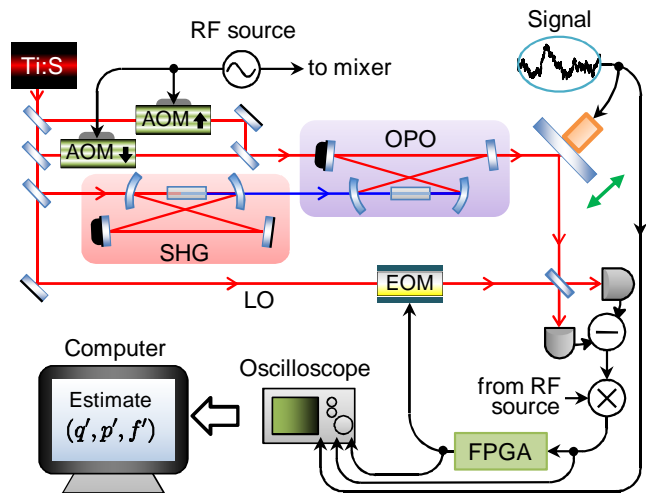 RF source
Signal
Ti:S
to mixer
AOM
AOM
OPO
SHG
EOM
LO
Computer
Oscilloscope
from RF
source
Estimate
(q′, p′, f′)
FPGA